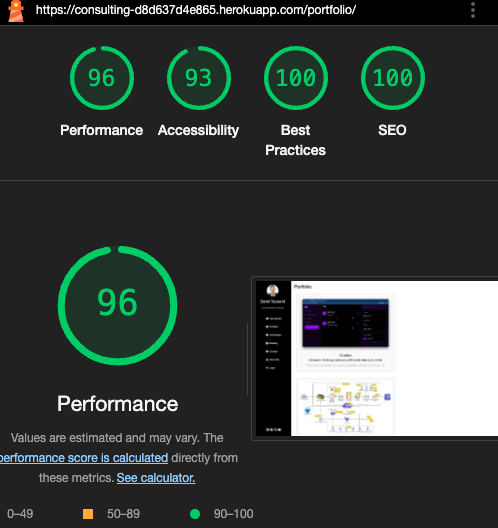 https://consulting-d8d637d4e865.herokuapp.com/portfolio/
96
93
100
100
Performance
Accessibility
Best
Practices
SEO
96
Performance
Values are estimated and may vary. The
performance score is calculated directly from
these metrics. See calculator.
0–49
50–89
90–100
Portfolio